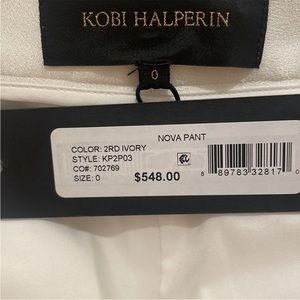 KOBI HALPERIN
0
NOVA PANT
COLOR: 2RD IVORY
STYLE: KP2P03
CO#: 702769
SIZE: 0
$548.00
8 89783 32817 0